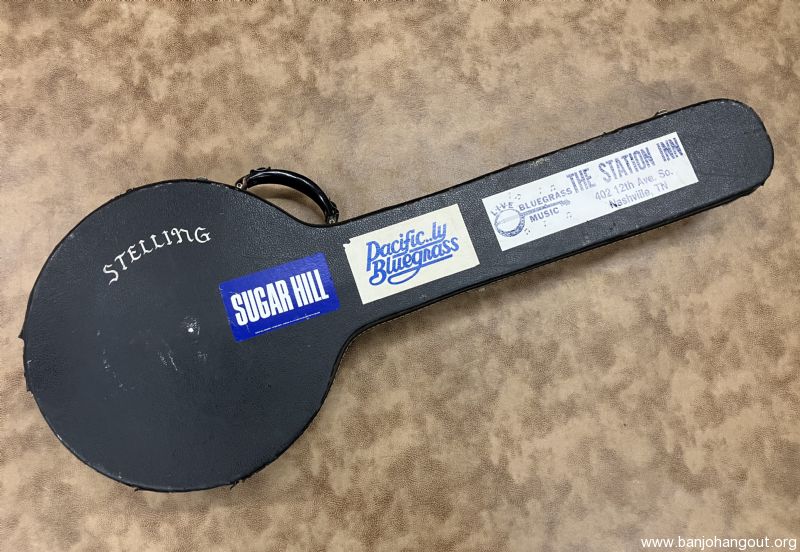 STELLING
SUGAR HILL
Pacific..ly
Bluegrass
LIVE
BLUEGRASS
MUSIC
THE STATION INN
402 12th Ave. So.
Nashville, TN
www.banjohangout.org